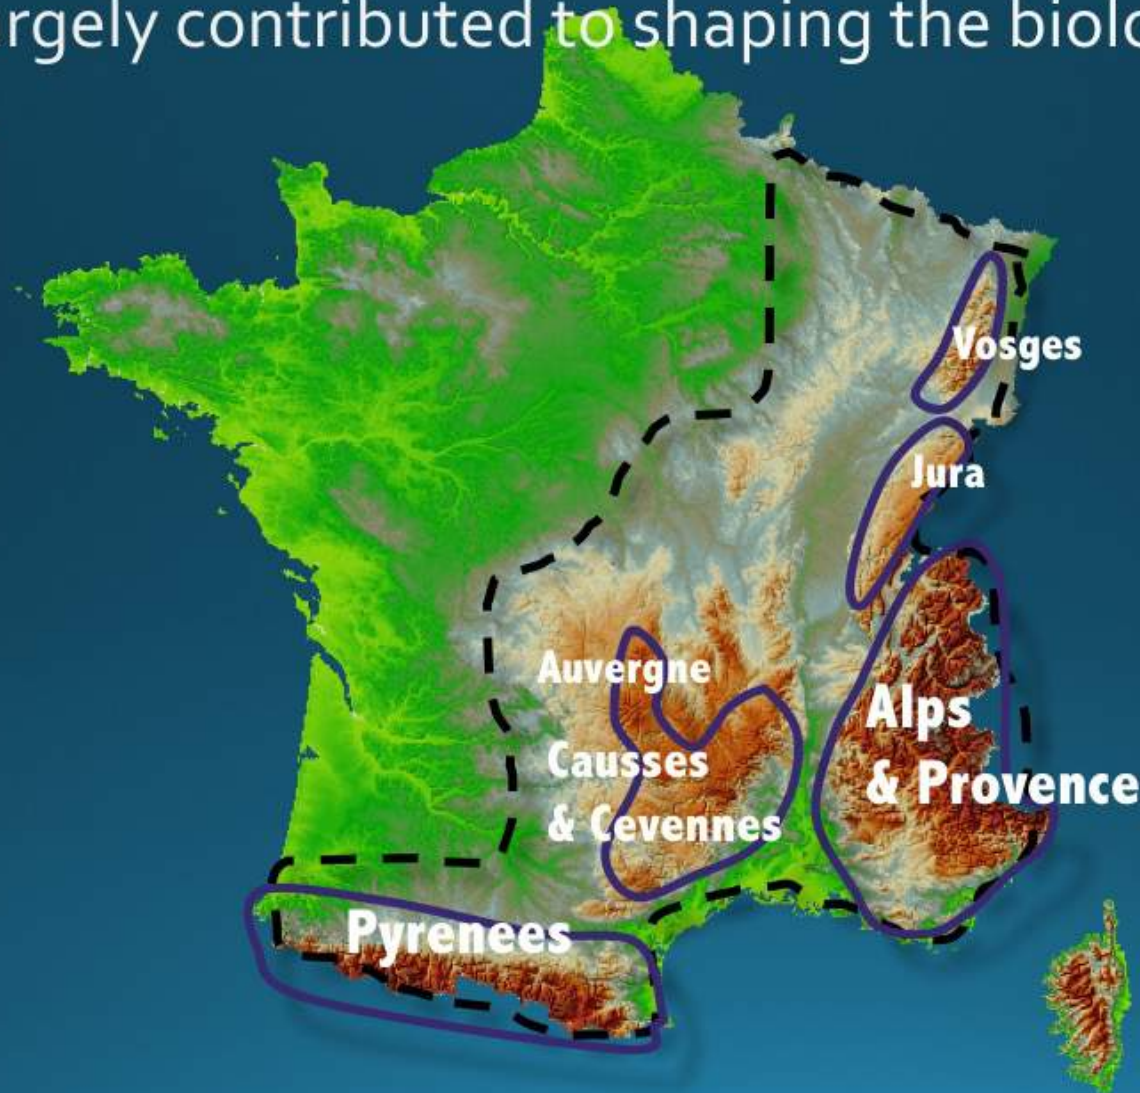 rgely contributed to shaping the biolo
Vosges
Jura
Auvergne
Alps
& Provence
Causses
& Cevennes
Pyrenees